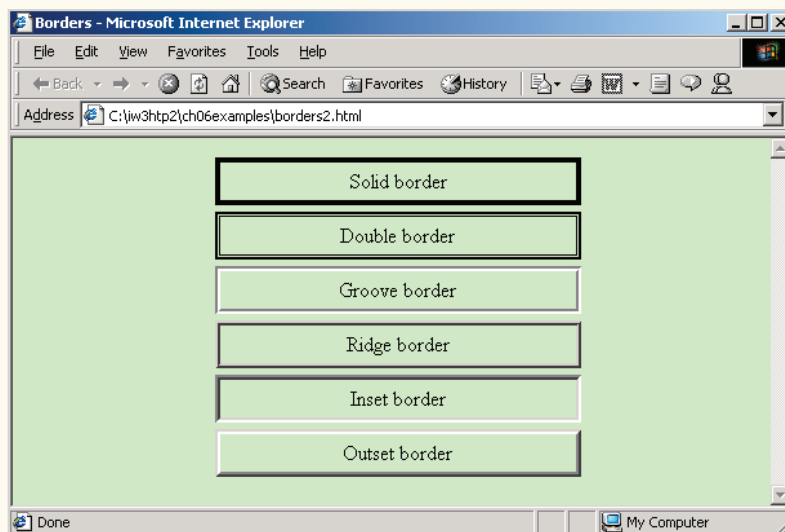 Borders - Microsoft Internet Explorer
File Edit View Favorites Tools Help
Back Search Favorites History
Address C:\iw3htp2\ch06examples\borders2.html
Solid border
Double border
Groove border
Ridge border
Inset border
Outset border
Done My Computer